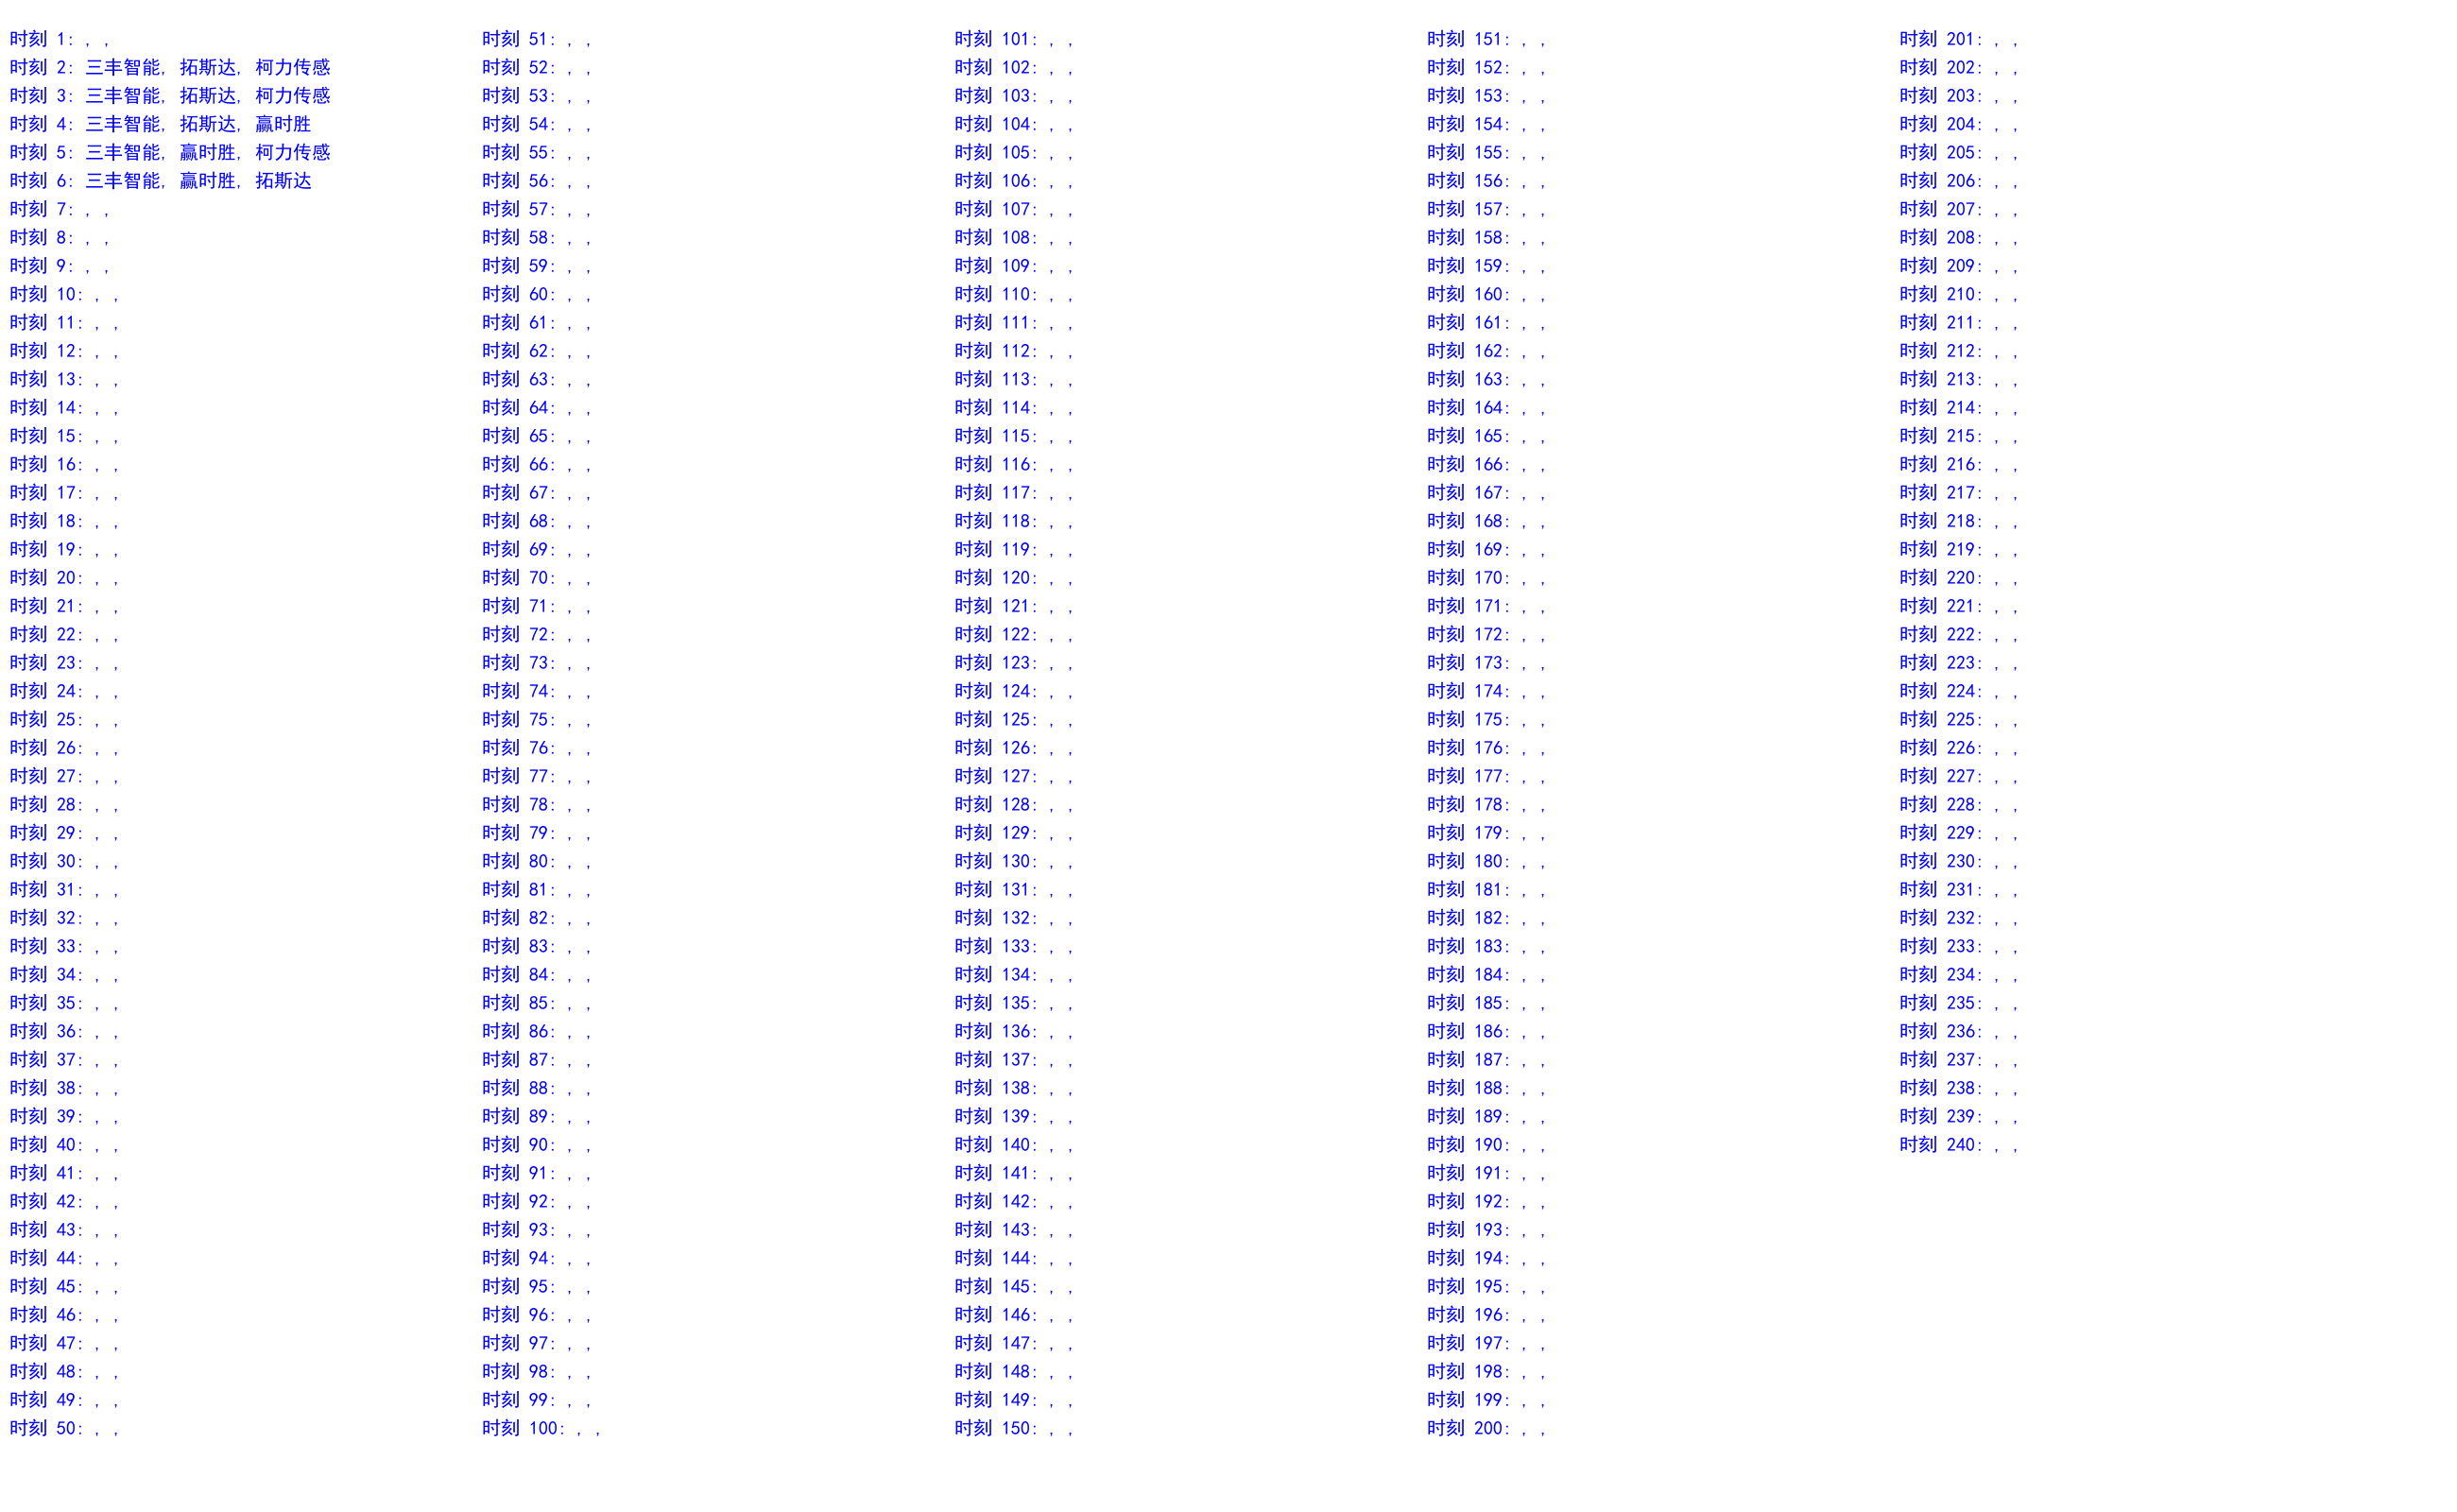 时刻 1: , ,
时刻 2: 三丰智能, 拓斯达, 柯力传感
时刻 3: 三丰智能, 拓斯达, 柯力传感
时刻 4: 三丰智能, 拓斯达, 赢时胜
时刻 5: 三丰智能, 赢时胜, 柯力传感
时刻 6: 三丰智能, 赢时胜, 拓斯达
时刻 7: , ,
时刻 8: , ,
时刻 9: , ,
时刻 10: , ,
时刻 11: , ,
时刻 12: , ,
时刻 13: , ,
时刻 14: , ,
时刻 15: , ,
时刻 16: , ,
时刻 17: , ,
时刻 18: , ,
时刻 19: , ,
时刻 20: , ,
时刻 21: , ,
时刻 22: , ,
时刻 23: , ,
时刻 24: , ,
时刻 25: , ,
时刻 26: , ,
时刻 27: , ,
时刻 28: , ,
时刻 29: , ,
时刻 30: , ,
时刻 31: , ,
时刻 32: , ,
时刻 33: , ,
时刻 34: , ,
时刻 35: , ,
时刻 36: , ,
时刻 37: , ,
时刻 38: , ,
时刻 39: , ,
时刻 40: , ,
时刻 41: , ,
时刻 42: , ,
时刻 43: , ,
时刻 44: , ,
时刻 45: , ,
时刻 46: , ,
时刻 47: , ,
时刻 48: , ,
时刻 49: , ,
时刻 50: , ,
时刻 51: , ,
时刻 52: , ,
时刻 53: , ,
时刻 54: , ,
时刻 55: , ,
时刻 56: , ,
时刻 57: , ,
时刻 58: , ,
时刻 59: , ,
时刻 60: , ,
时刻 61: , ,
时刻 62: , ,
时刻 63: , ,
时刻 64: , ,
时刻 65: , ,
时刻 66: , ,
时刻 67: , ,
时刻 68: , ,
时刻 69: , ,
时刻 70: , ,
时刻 71: , ,
时刻 72: , ,
时刻 73: , ,
时刻 74: , ,
时刻 75: , ,
时刻 76: , ,
时刻 77: , ,
时刻 78: , ,
时刻 79: , ,
时刻 80: , ,
时刻 81: , ,
时刻 82: , ,
时刻 83: , ,
时刻 84: , ,
时刻 85: , ,
时刻 86: , ,
时刻 87: , ,
时刻 88: , ,
时刻 89: , ,
时刻 90: , ,
时刻 91: , ,
时刻 92: , ,
时刻 93: , ,
时刻 94: , ,
时刻 95: , ,
时刻 96: , ,
时刻 97: , ,
时刻 98: , ,
时刻 99: , ,
时刻 100: , ,
时刻 101: , ,
时刻 102: , ,
时刻 103: , ,
时刻 104: , ,
时刻 105: , ,
时刻 106: , ,
时刻 107: , ,
时刻 108: , ,
时刻 109: , ,
时刻 110: , ,
时刻 111: , ,
时刻 112: , ,
时刻 113: , ,
时刻 114: , ,
时刻 115: , ,
时刻 116: , ,
时刻 117: , ,
时刻 118: , ,
时刻 119: , ,
时刻 120: , ,
时刻 121: , ,
时刻 122: , ,
时刻 123: , ,
时刻 124: , ,
时刻 125: , ,
时刻 126: , ,
时刻 127: , ,
时刻 128: , ,
时刻 129: , ,
时刻 130: , ,
时刻 131: , ,
时刻 132: , ,
时刻 133: , ,
时刻 134: , ,
时刻 135: , ,
时刻 136: , ,
时刻 137: , ,
时刻 138: , ,
时刻 139: , ,
时刻 140: , ,
时刻 141: , ,
时刻 142: , ,
时刻 143: , ,
时刻 144: , ,
时刻 145: , ,
时刻 146: , ,
时刻 147: , ,
时刻 148: , ,
时刻 149: , ,
时刻 150: , ,
时刻 151: , ,
时刻 152: , ,
时刻 153: , ,
时刻 154: , ,
时刻 155: , ,
时刻 156: , ,
时刻 157: , ,
时刻 158: , ,
时刻 159: , ,
时刻 160: , ,
时刻 161: , ,
时刻 162: , ,
时刻 163: , ,
时刻 164: , ,
时刻 165: , ,
时刻 166: , ,
时刻 167: , ,
时刻 168: , ,
时刻 169: , ,
时刻 170: , ,
时刻 171: , ,
时刻 172: , ,
时刻 173: , ,
时刻 174: , ,
时刻 175: , ,
时刻 176: , ,
时刻 177: , ,
时刻 178: , ,
时刻 179: , ,
时刻 180: , ,
时刻 181: , ,
时刻 182: , ,
时刻 183: , ,
时刻 184: , ,
时刻 185: , ,
时刻 186: , ,
时刻 187: , ,
时刻 188: , ,
时刻 189: , ,
时刻 190: , ,
时刻 191: , ,
时刻 192: , ,
时刻 193: , ,
时刻 194: , ,
时刻 195: , ,
时刻 196: , ,
时刻 197: , ,
时刻 198: , ,
时刻 199: , ,
时刻 200: , ,
时刻 201: , ,
时刻 202: , ,
时刻 203: , ,
时刻 204: , ,
时刻 205: , ,
时刻 206: , ,
时刻 207: , ,
时刻 208: , ,
时刻 209: , ,
时刻 210: , ,
时刻 211: , ,
时刻 212: , ,
时刻 213: , ,
时刻 214: , ,
时刻 215: , ,
时刻 216: , ,
时刻 217: , ,
时刻 218: , ,
时刻 219: , ,
时刻 220: , ,
时刻 221: , ,
时刻 222: , ,
时刻 223: , ,
时刻 224: , ,
时刻 225: , ,
时刻 226: , ,
时刻 227: , ,
时刻 228: , ,
时刻 229: , ,
时刻 230: , ,
时刻 231: , ,
时刻 232: , ,
时刻 233: , ,
时刻 234: , ,
时刻 235: , ,
时刻 236: , ,
时刻 237: , ,
时刻 238: , ,
时刻 239: , ,
时刻 240: , ,